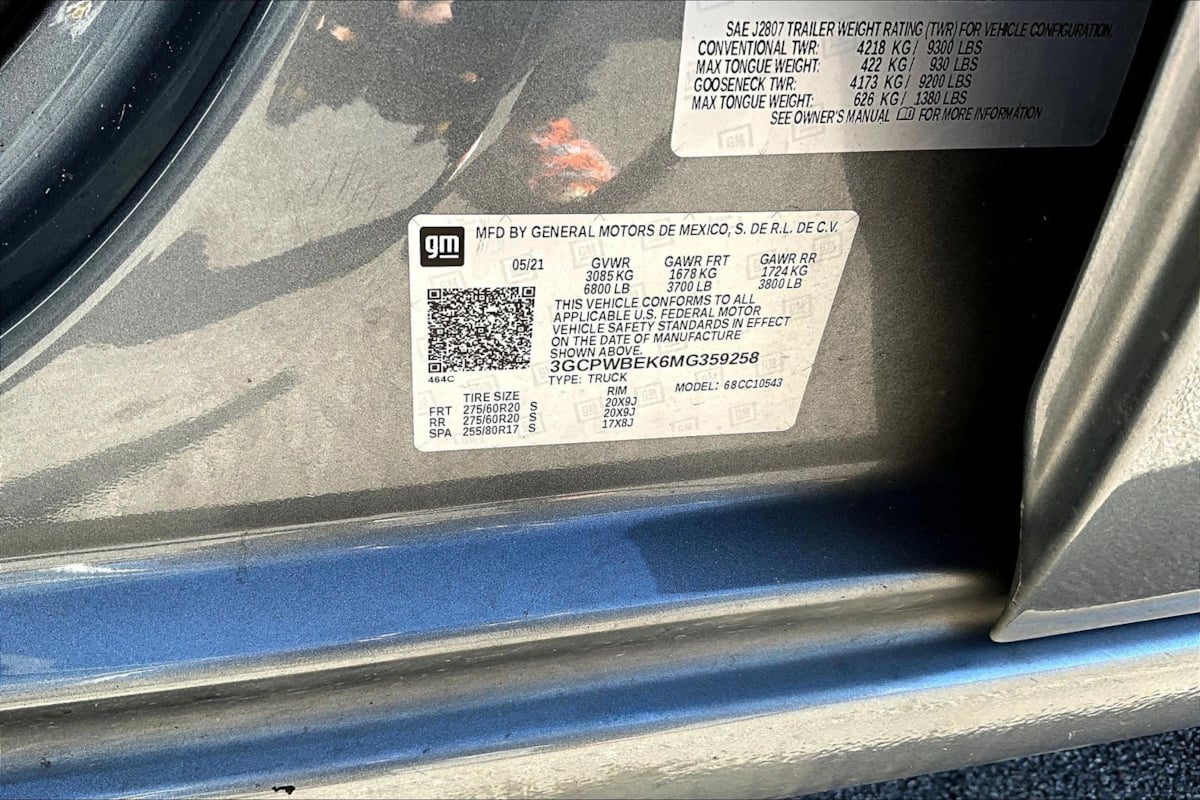 SAE J2807 TRAILER WEIGHT RATING (TWR) FOR VEHICLE CONFIGURATION.
CONVENTIONAL TWR: 4218 KG/ 9300 LBS
MAX TONGUE WEIGHT: 422 KG/ 930 LBS
GOOSENECK TWR: 4173 KG/ 9200 LBS
MAX TONGUE WEIGHT: 626 KG/ 1380 LBS
SEE OWNER'S MANUAL FOR MORE INFORMATION
gm MFD BY GENERAL MOTORS DE MEXICO, S. DE R.L. DE C.V.
05/21 GVWR GAWR FRT GAWR RR
3085 KG 1678 KG 1724 KG
6800 LB 3700 LB 3800 LB
THIS VEHICLE CONFORMS TO ALL
APPLICABLE U.S. FEDERAL MOTOR
VEHICLE SAFETY STANDARDS IN EFFECT
ON THE DATE OF MANUFACTURE
SHOWN ABOVE.
3GCPWBEK6MG359258
464C TYPE: TRUCK MODEL: 68CC10543
TIRE SIZE RIM
FRT 275/60R20 S 20X9J
RR 275/60R20 S 20X9J
SPA 255/80R17 S 17X8J